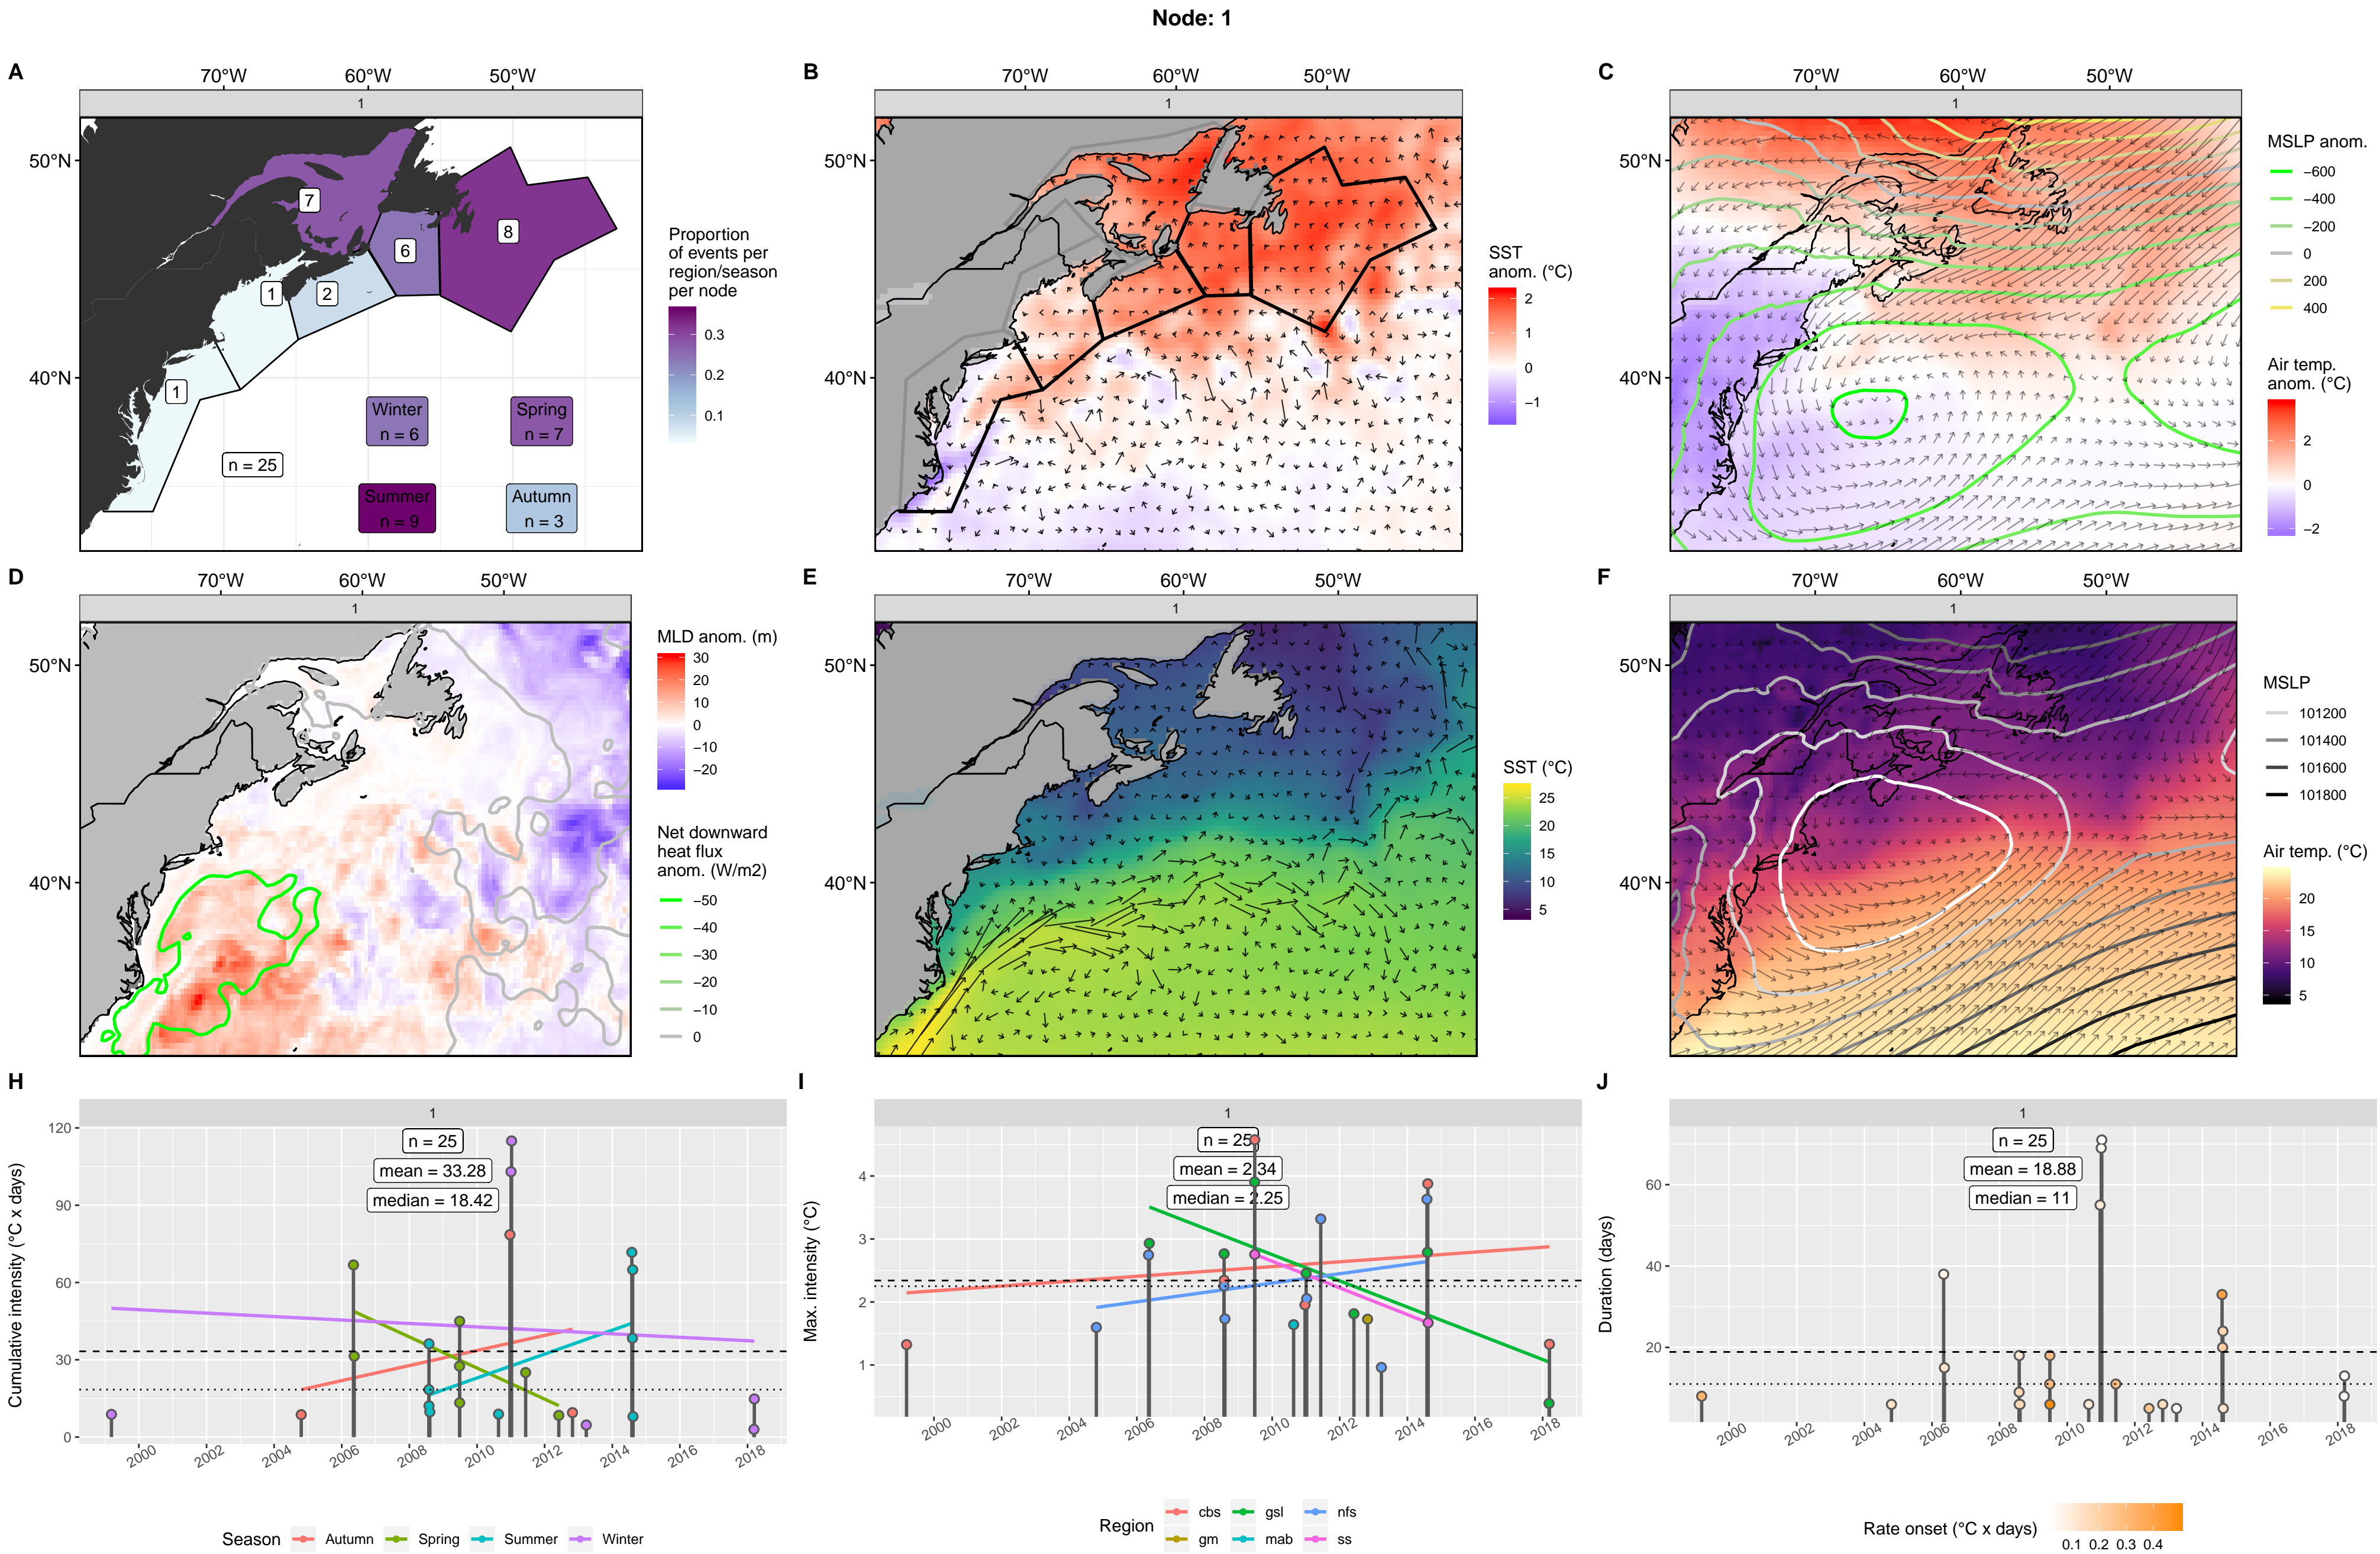 Node: 1
A
70°W 60°W 50°W
1
50°N
40°N
7
8
6
1
2
1
Winter
n = 6
Spring
n = 7
n = 25
Summer
n = 9
Autumn
n = 3
Proportion
of events per
region/season
per node
0.3
0.2
0.1
B
70°W 60°W 50°W
1
50°N
40°N
SST
anom. (°C)
2
1
0
−1
C
70°W 60°W 50°W
1
50°N
40°N
MSLP anom.
−600
−400
−200
0
200
400
Air temp.
anom. (°C)
2
0
−2
D
70°W 60°W 50°W
1
50°N
40°N
MLD anom. (m)
30
20
10
0
−10
−20
Net downward
heat flux
anom. (W/m2)
−50
−40
−30
−20
−10
0
E
70°W 60°W 50°W
1
50°N
40°N
SST (°C)
25
20
15
10
5
F
70°W 60°W 50°W
1
50°N
40°N
MSLP
101200
101400
101600
101800
Air temp. (°C)
20
15
10
5
H
1
Cumulative intensity (°C x days)
120
90
60
30
0
n = 25
mean = 33.28
median = 18.42
2000 2002 2004 2006 2008 2010 2012 2014 2016 2018
Season Autumn Spring Summer Winter
I
1
Max. intensity (°C)
4
3
2
1
n = 25
mean = 2.34
median = 2.25
2000 2002 2004 2006 2008 2010 2012 2014 2016 2018
Region cbs gsl nfs
gm mab ss
J
1
Duration (days)
60
40
20
n = 25
mean = 18.88
median = 11
2000 2002 2004 2006 2008 2010 2012 2014 2016 2018
Rate onset (°C x days)
0.1 0.2 0.3 0.4